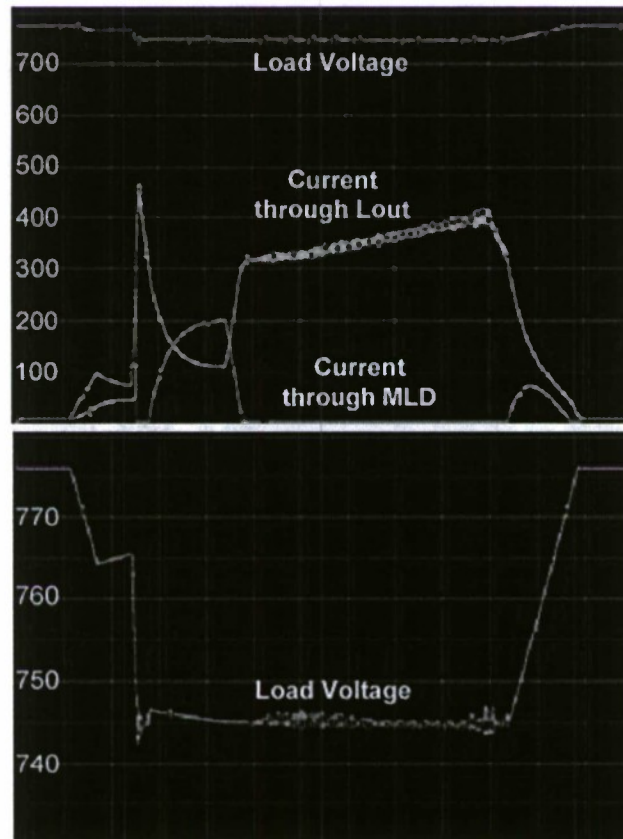 700
Load Voltage
600
500
Current
through Lout
400
300
200
Current
through MLD
100
770
760
750
Load Voltage
740